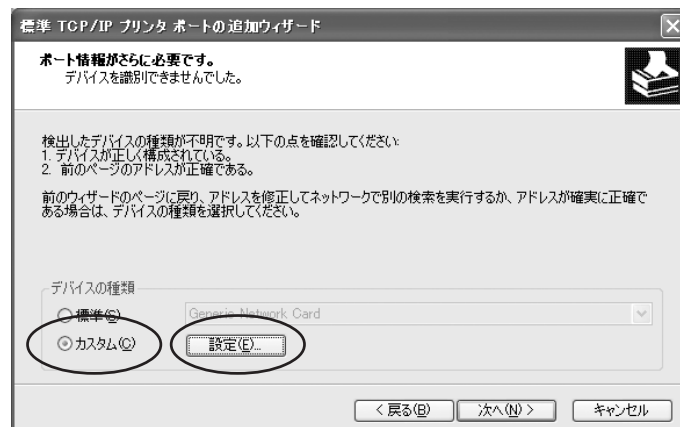 標準 TCP/IP プリンタ ポートの追加ウィザード
ポート情報がさらに必要です。
デバイスを識別できませんでした。
検出したデバイスの種類が不明です。以下の点を確認してください:
1. デバイスが正しく構成されている。
2. 前のページのアドレスが正確である。
前のウィザードのページに戻り、アドレスを修正してネットワークで別の検索を実行するか、アドレスが確実に正確で
ある場合は、デバイスの種類を選択してください。
デバイスの種類
標準(S)
Generic Network Card
カスタム(C)
設定(E)...
< 戻る(B)
次へ(N) >
キャンセル